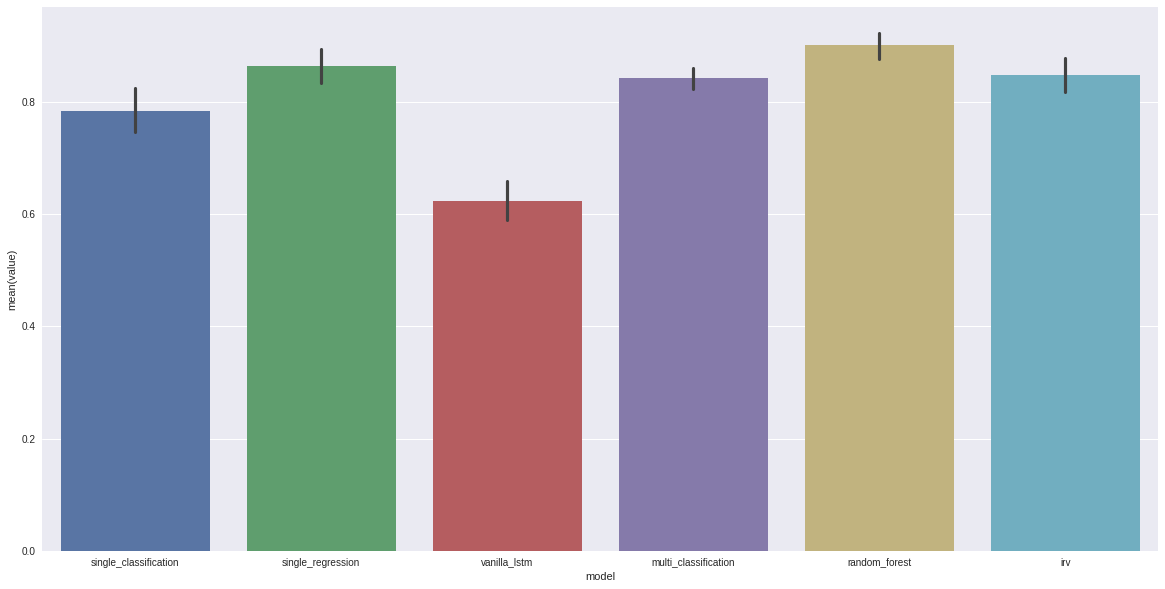 mean(value)
0.8
0.6
0.4
0.2
0.0
single_classification
single_regression
vanilla_lstm
multi_classification
random_forest
irv
model